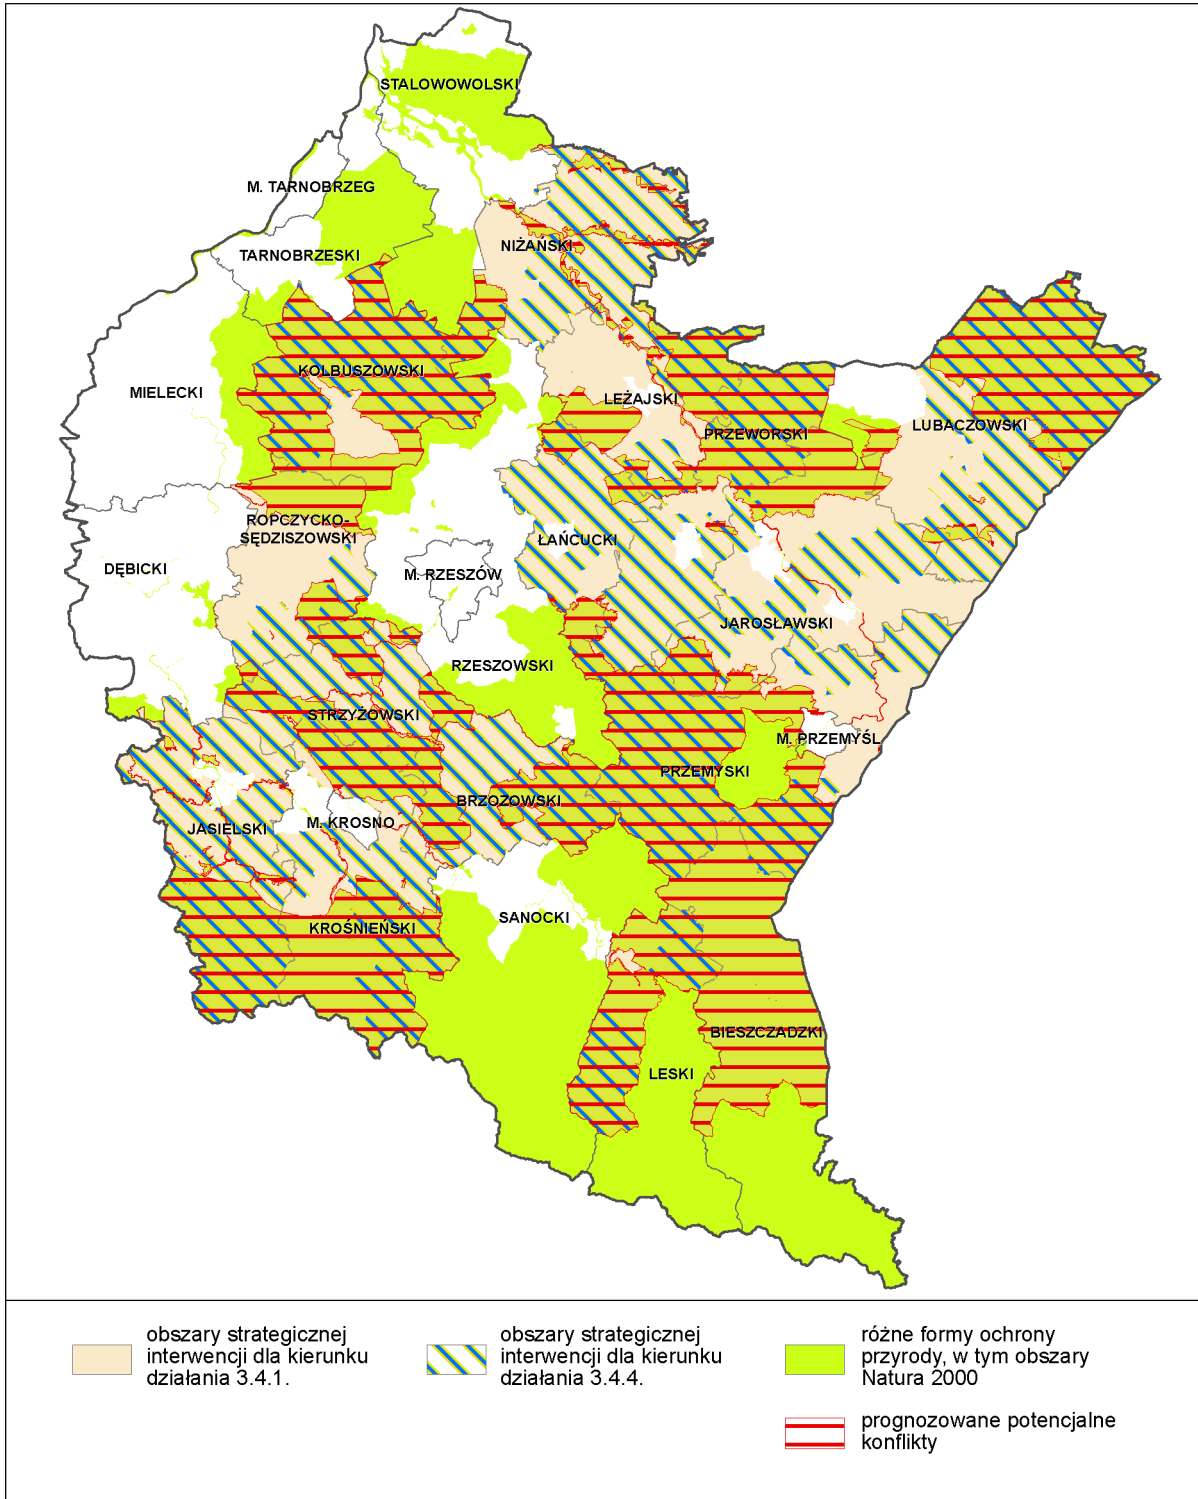 STALOWOWOLSKI
M. TARNOBRZEG
NIŻAŃSKI
TARNOBRZESKI
KOLBUSZOWSKI
MIELECKI
LEŻAJSKI
LUBACZOWSKI
PRZEWORSKI
ROPCZYCKO-
SĘDZISZOWSKI
ŁAŃCUCKI
DĘBICKI
M. RZESZÓW
JAROSŁAWSKI
RZESZOWSKI
STRZYŻOWSKI
M. PRZEMYŚL
PRZEMYSKI
BRZOZOWSKI
JASIELSKI
M. KROSNO
SANOCKI
KROŚNIEŃSKI
BIESZCZADZKI
LESKI
obszary strategicznej
interwencji dla kierunku
działania 3.4.1.
obszary strategicznej
interwencji dla kierunku
działania 3.4.4.
różne formy ochrony
przyrody, w tym obszary
Natura 2000
prognozowane potencjalne
konflikty